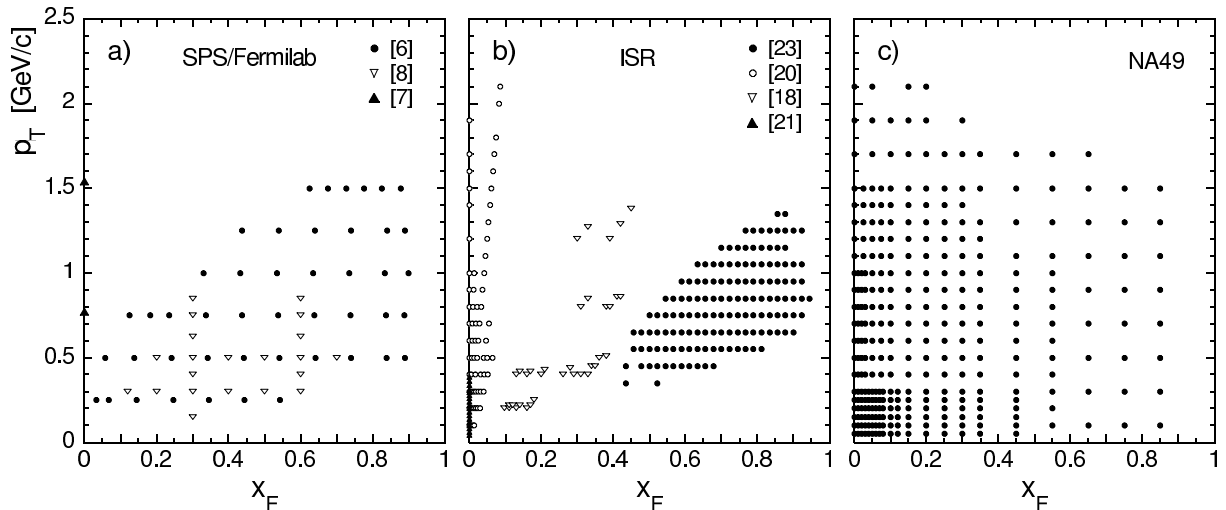 a) SPS/Fermilab
[6]
[8]
[7]
b) ISR
[23]
[20]
[18]
[21]
c) NA49
p_T [GeV/c]
2.5
2
1.5
1
0.5
0
0 0.2 0.4 0.6 0.8 1
0 0.2 0.4 0.6 0.8 1
0 0.2 0.4 0.6 0.8 1
x_F
x_F
x_F